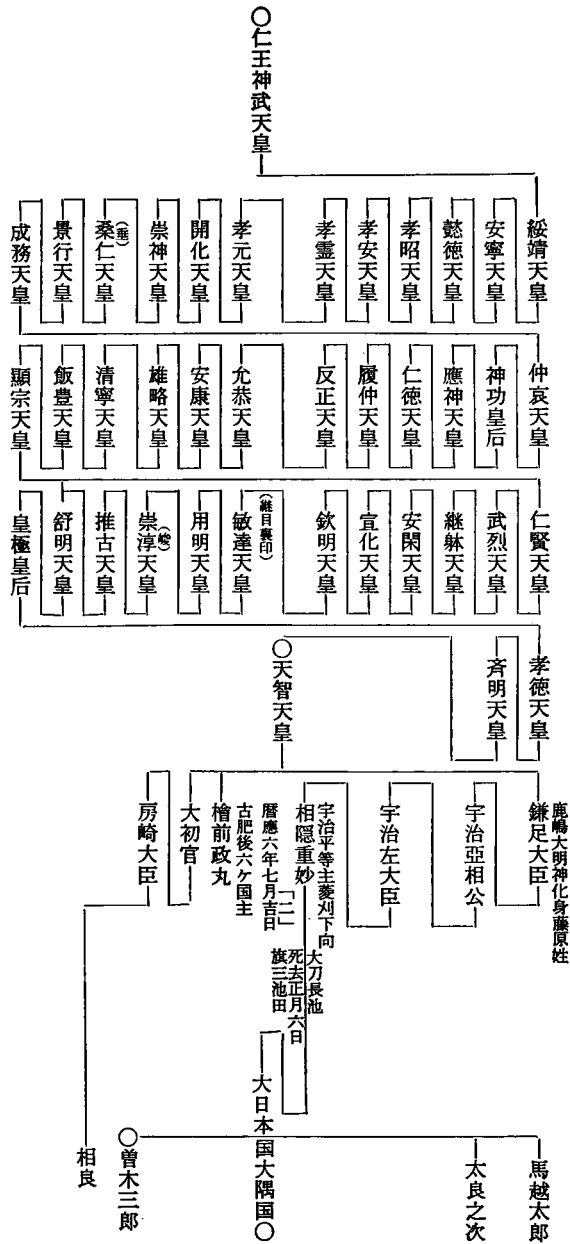 〇仁王神武天皇
綏靖天皇
安寧天皇
懿徳天皇
孝昭天皇
孝安天皇
孝霊天皇
孝元天皇
開化天皇
崇神天皇
桑仁天皇
(垂)
景行天皇
成務天皇
仲哀天皇
神功皇后
應神天皇
仁徳天皇
履仲天皇
反正天皇
允恭天皇
安康天皇
雄略天皇
清寧天皇
飯豊天皇
顯宗天皇
仁賢天皇
武烈天皇
継躰天皇
安閑天皇
宣化天皇
欽明天皇
(継目裏印)
敏達天皇
用明天皇
崇淳天皇
(峻)
推古天皇
舒明天皇
皇極皇后
孝徳天皇
斉明天皇
〇天智天皇
鹿嶋大明神化身藤原姓
鎌足大臣
宇治亞相公
宇治左大臣
宇治平等主菱刈下向
相隠重妙
「二」
暦應六年七月吉日
古肥後六ケ国主
檜前政丸
大初官
房崎大臣
大刀長池
死去正月六日
旗三池田
大日本国大隅国〇
馬越太郎
太良之次
〇曽木三郎
相良